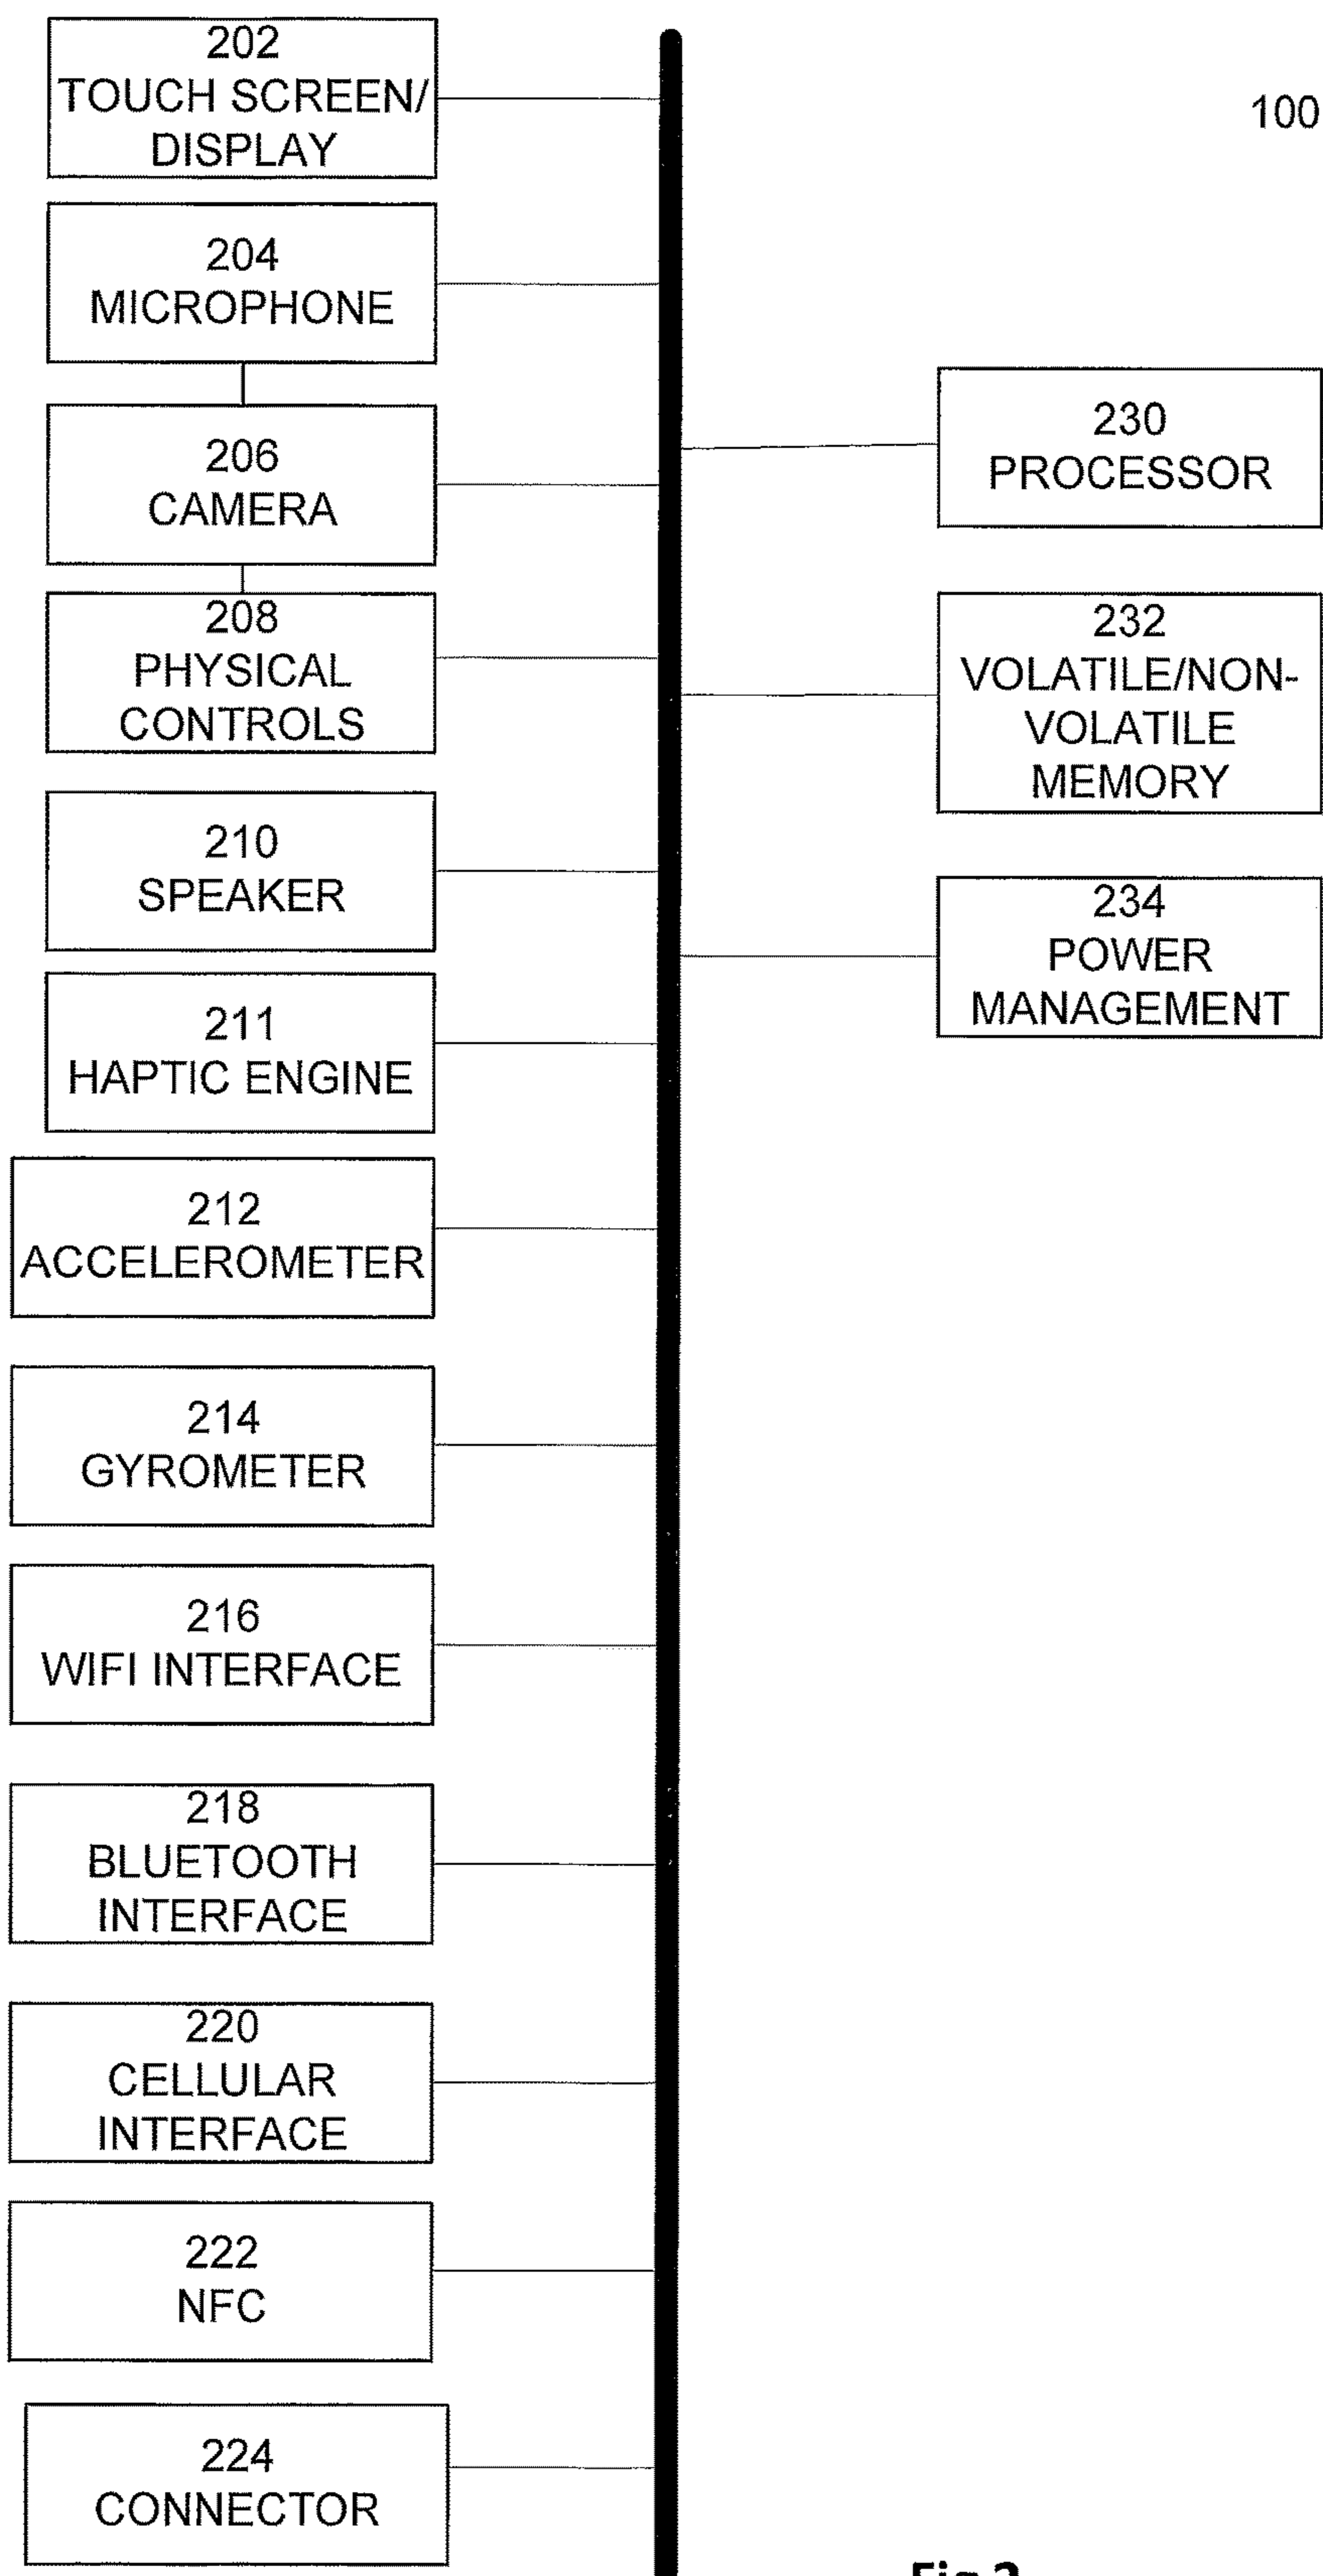 202
TOUCH SCREEN/
DISPLAY
100
204
MICROPHONE
206
CAMERA
208
PHYSICAL
CONTROLS
210
SPEAKER
211
HAPTIC ENGINE
212
ACCELEROMETER
214
GYROMETER
216
WIFI INTERFACE
218
BLUETOOTH
INTERFACE
220
CELLULAR
INTERFACE
222
NFC
224
CONNECTOR
230
PROCESSOR
232
VOLATILE/NON-
VOLATILE
MEMORY
234
POWER
MANAGEMENT